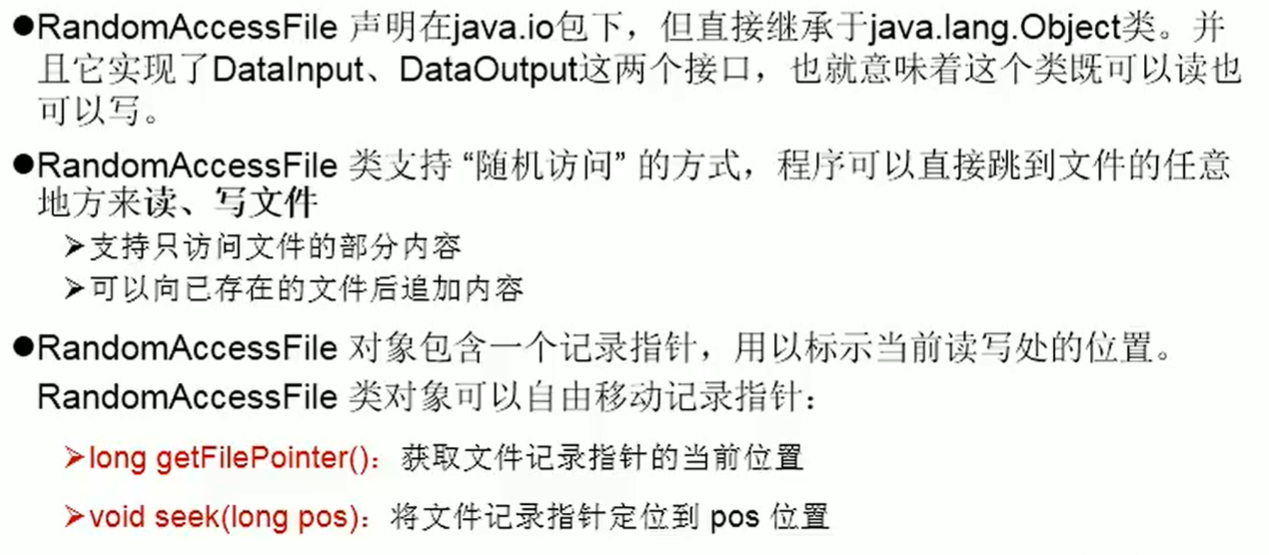 ●RandomAccessFile 声明在java.io包下，但直接继承于java.lang.Object类。并
且它实现了DataInput、DataOutput这两个接口，也就意味着这个类既可以读也
可以写。
●RandomAccessFile 类支持 “随机访问” 的方式，程序可以直接跳到文件的任意
地方来读、写文件
➢支持只访问文件的部分内容
➢可以向已存在的文件后追加内容
●RandomAccessFile 对象包含一个记录指针，用以标示当前读写处的位置。
RandomAccessFile 类对象可以自由移动记录指针：
➢long getFilePointer()：获取文件记录指针的当前位置
➢void seek(long pos)：将文件记录指针定位到 pos 位置